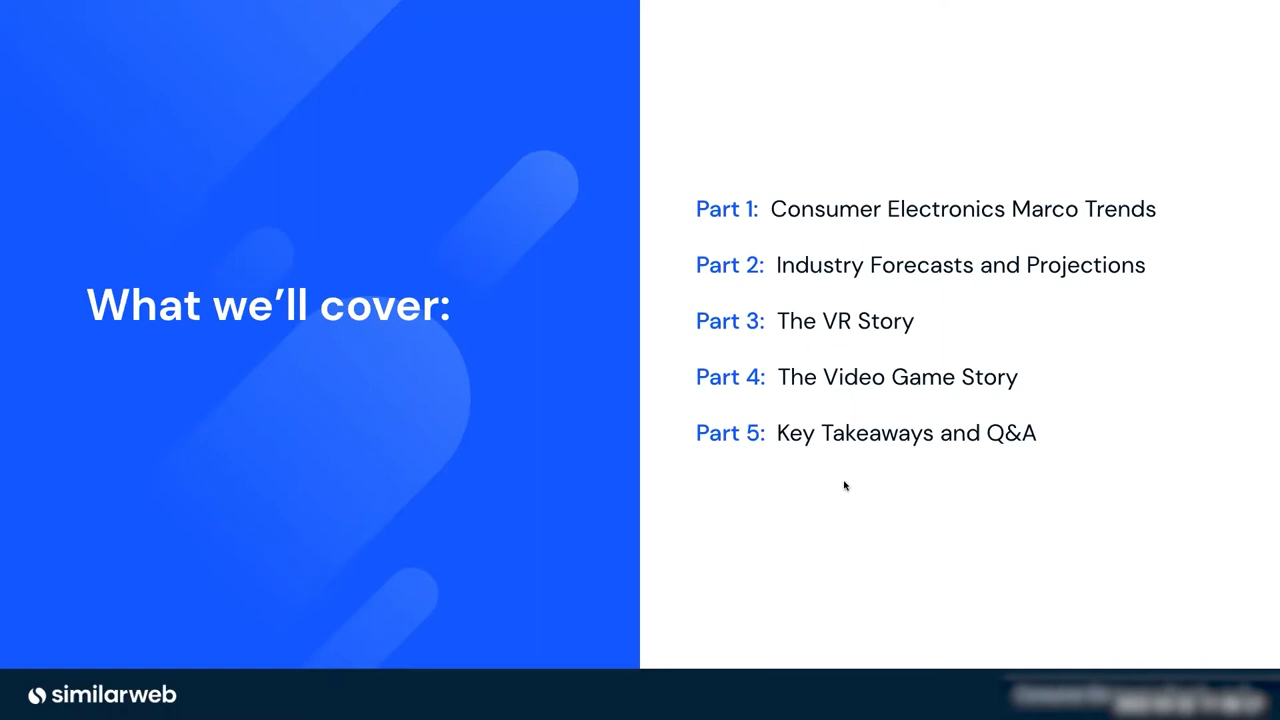 What we’ll cover:
Part 1: Consumer Electronics Marco Trends
Part 2: Industry Forecasts and Projections
Part 3: The VR Story
Part 4: The Video Game Story
Part 5: Key Takeaways and Q&A
similarweb